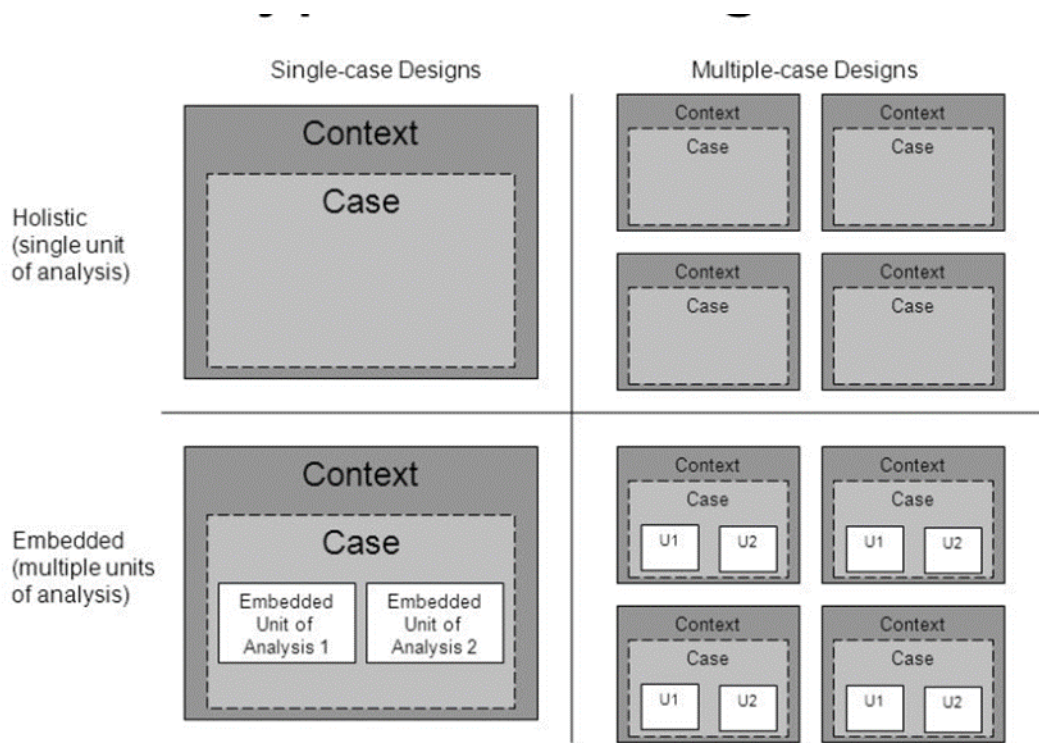 Single-case Designs
Multiple-case Designs
Holistic
(single unit
of analysis)
Context
Case
Context
Case
Context
Case
Context
Case
Context
Case
Embedded
(multiple units
of analysis)
Context
Case
Embedded
Unit of
Analysis 1
Embedded
Unit of
Analysis 2
Context
Case
U1
U2
Context
Case
U1
U2
Context
Case
U1
U2
Context
Case
U1
U2